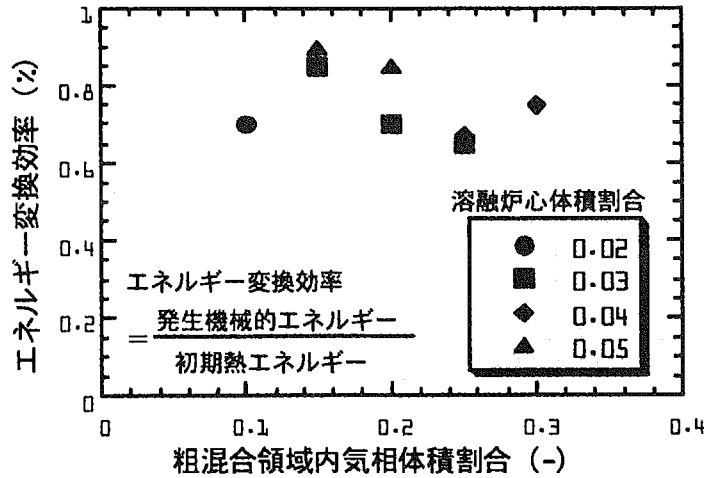 エネルギー変換効率 (%)
1
0.8
0.6
0.4
0.2
0
0
0.1
0.2
0.3
0.4
粗混合領域内気相体積割合 (-)
溶融炉心体積割合
0.02
0.03
0.04
0.05
エネルギー変換効率
= 発生機械的エネルギー
初期熱エネルギー